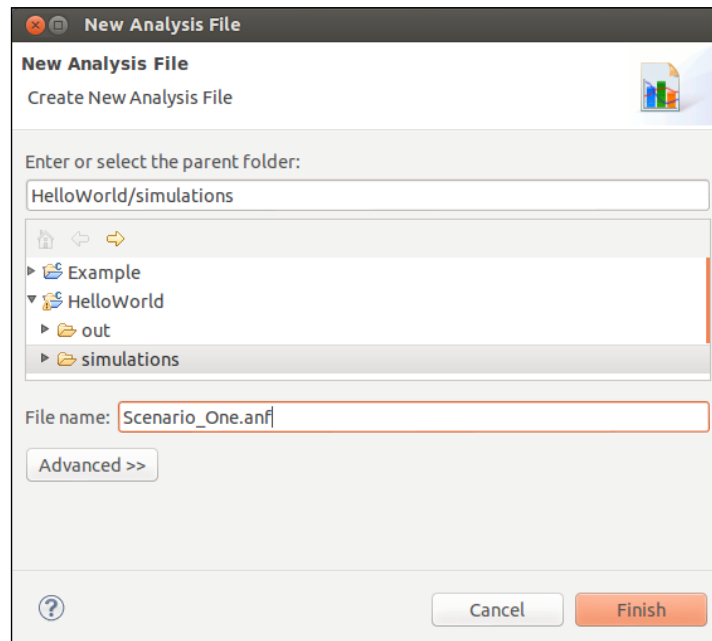 New Analysis File
New Analysis File
Create New Analysis File
Enter or select the parent folder:
HelloWorld/simulations
Example
HelloWorld
out
simulations
File name: Scenario_One.anf
Advanced >>
Cancel Finish